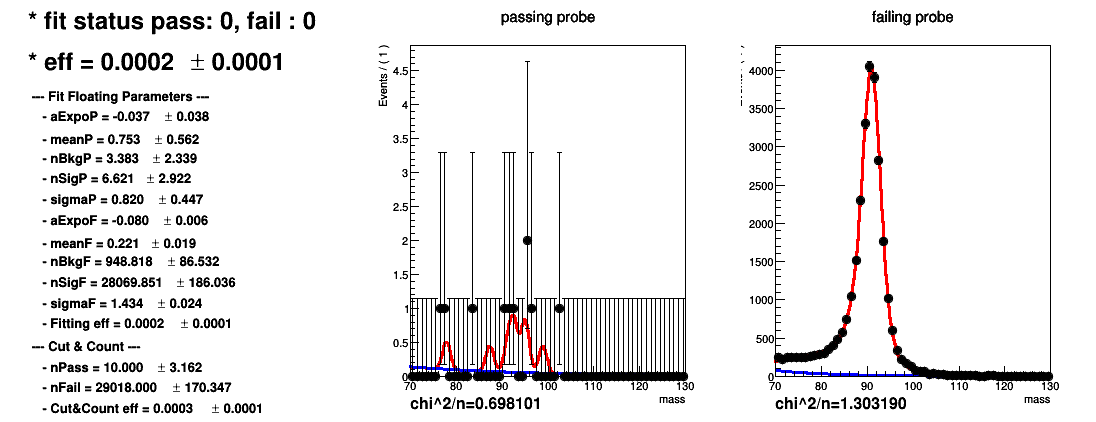 * fit status pass: 0, fail : 0
* eff = 0.0002 ± 0.0001
--- Fit Floating Parameters ---
- aExpoP = -0.037 ± 0.038
- meanP = 0.753 ± 0.562
- nBkgP = 3.383 ± 2.339
- nSigP = 6.621 ± 2.922
- sigmaP = 0.820 ± 0.447
- aExpoF = -0.080 ± 0.006
- meanF = 0.221 ± 0.019
- nBkgF = 948.818 ± 86.532
- nSigF = 28069.851 ± 186.036
- sigmaF = 1.434 ± 0.024
- Fitting eff = 0.0002 ± 0.0001
--- Cut & Count ---
- nPass = 10.000 ± 3.162
- nFail = 29018.000 ± 170.347
- Cut&Count eff = 0.0003 ± 0.0001
passing probe
Events / ( 1 )
4.5
4
3.5
3
2.5
2
1.5
1
0.5
0
70 80 90 100 110 120 130
mass
chi^2/n=0.698101
failing probe
4000
3500
3000
2500
2000
1500
1000
500
0
70 80 90 100 110 120 130
mass
chi^2/n=1.303190